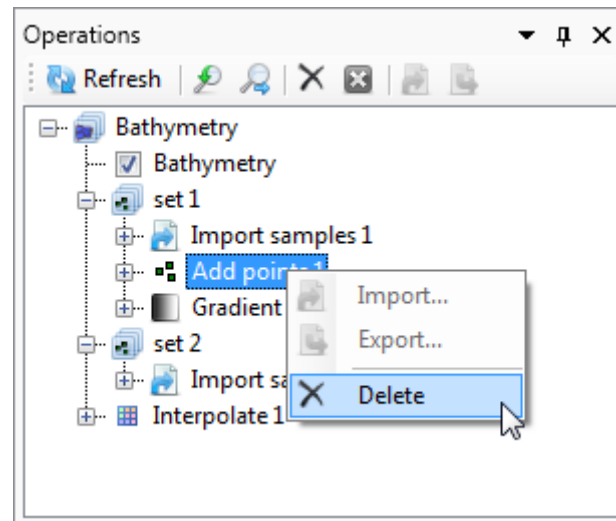 Operations
Refresh
Bathymetry
Bathymetry
set 1
Import samples 1
Add points 1
Import...
Gradient
Export...
set 2
Import
Delete
Interpolate 1